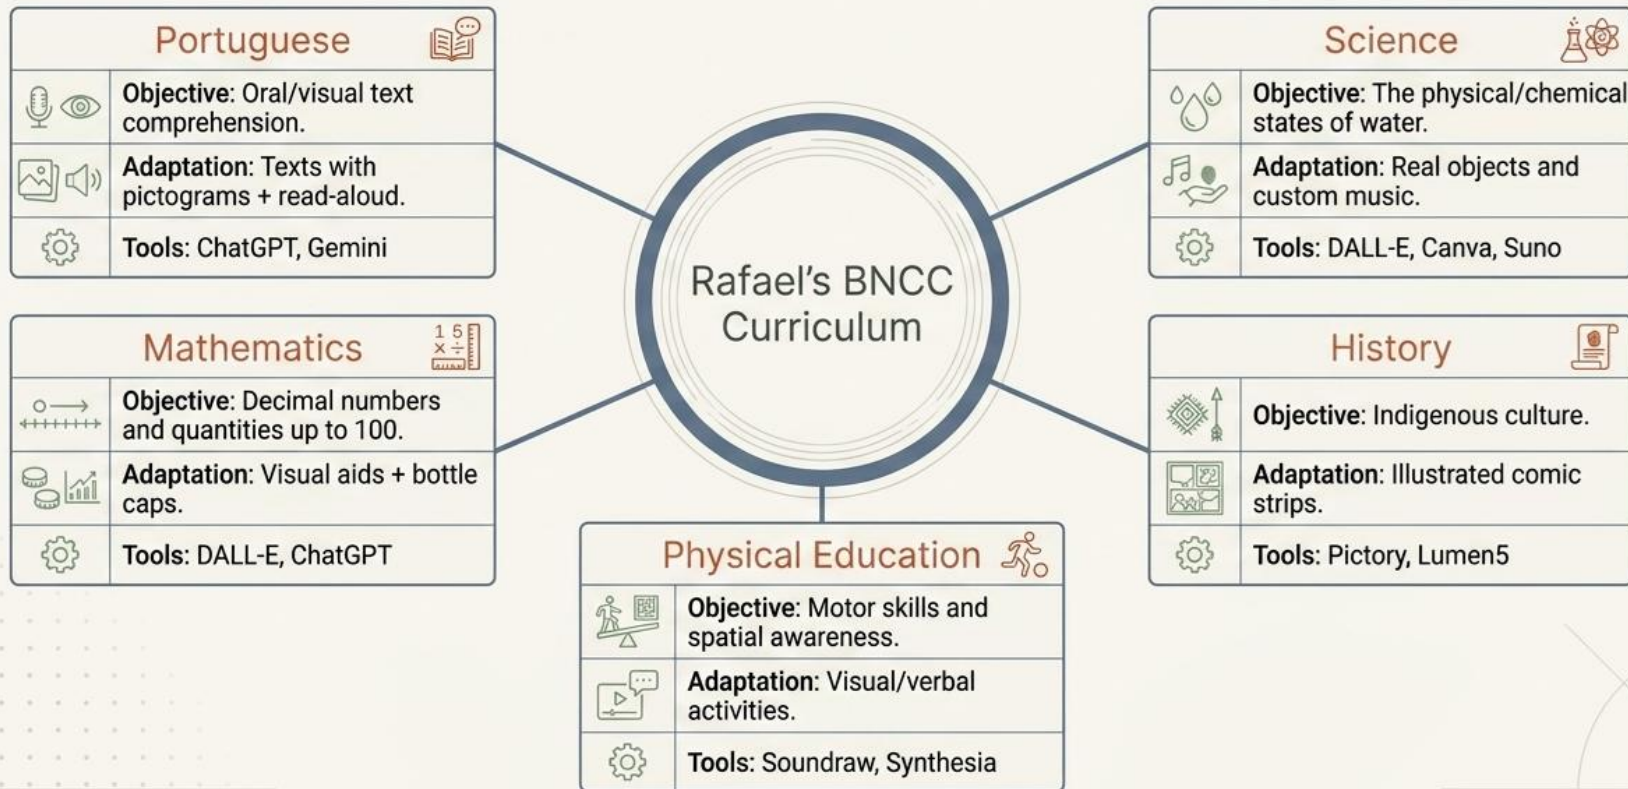 Portuguese
Objective: Oral/visual text
comprehension.
Adaptation: Texts with
pictograms + read-aloud.
Tools: ChatGPT, Gemini
Mathematics
1 5
× ÷
Objective: Decimal numbers
and quantities up to 100.
Adaptation: Visual aids + bottle
caps.
Tools: DALL-E, ChatGPT
Rafael’s BNCC
Curriculum
Physical Education
Objective: Motor skills and
spatial awareness.
Adaptation: Visual/verbal
activities.
Tools: Soundraw, Synthesia
Science
Objective: The physical/chemical
states of water.
Adaptation: Real objects and
custom music.
Tools: DALL-E, Canva, Suno
History
Objective: Indigenous culture.
Adaptation: Illustrated comic
strips.
Tools: Pictory, Lumen5